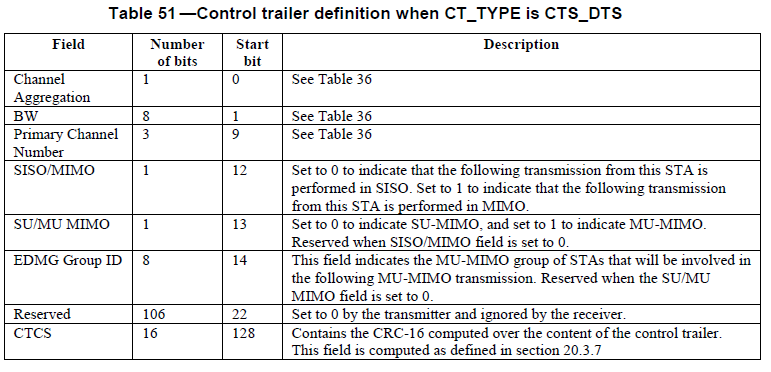 Table 51—Control trailer definition when CT_TYPE is CTS_DTS
Field Number of bits Start bit Description
Channel Aggregation 1 0 See Table 36
BW 8 1 See Table 36
Primary Channel Number 3 9 See Table 36
SISO/MIMO 1 12 Set to 0 to indicate that the following transmission from this STA is
performed in SISO. Set to 1 to indicate that the following transmission
from this STA is performed in MIMO.
SU/MU MIMO 1 13 Set to 0 to indicate SU-MIMO, and set to 1 to indicate MU-MIMO.
Reserved when SISO/MIMO field is set to 0.
EDMG Group ID 8 14 This field indicates the MU-MIMO group of STAs that will be involved in
the following MU-MIMO transmission. Reserved when the SU/MU
MIMO field is set to 0.
Reserved 106 22 Set to 0 by the transmitter and ignored by the receiver.
CTCS 16 128 Contains the CRC-16 computed over the content of the control trailer.
This field is computed as defined in section 20.3.7